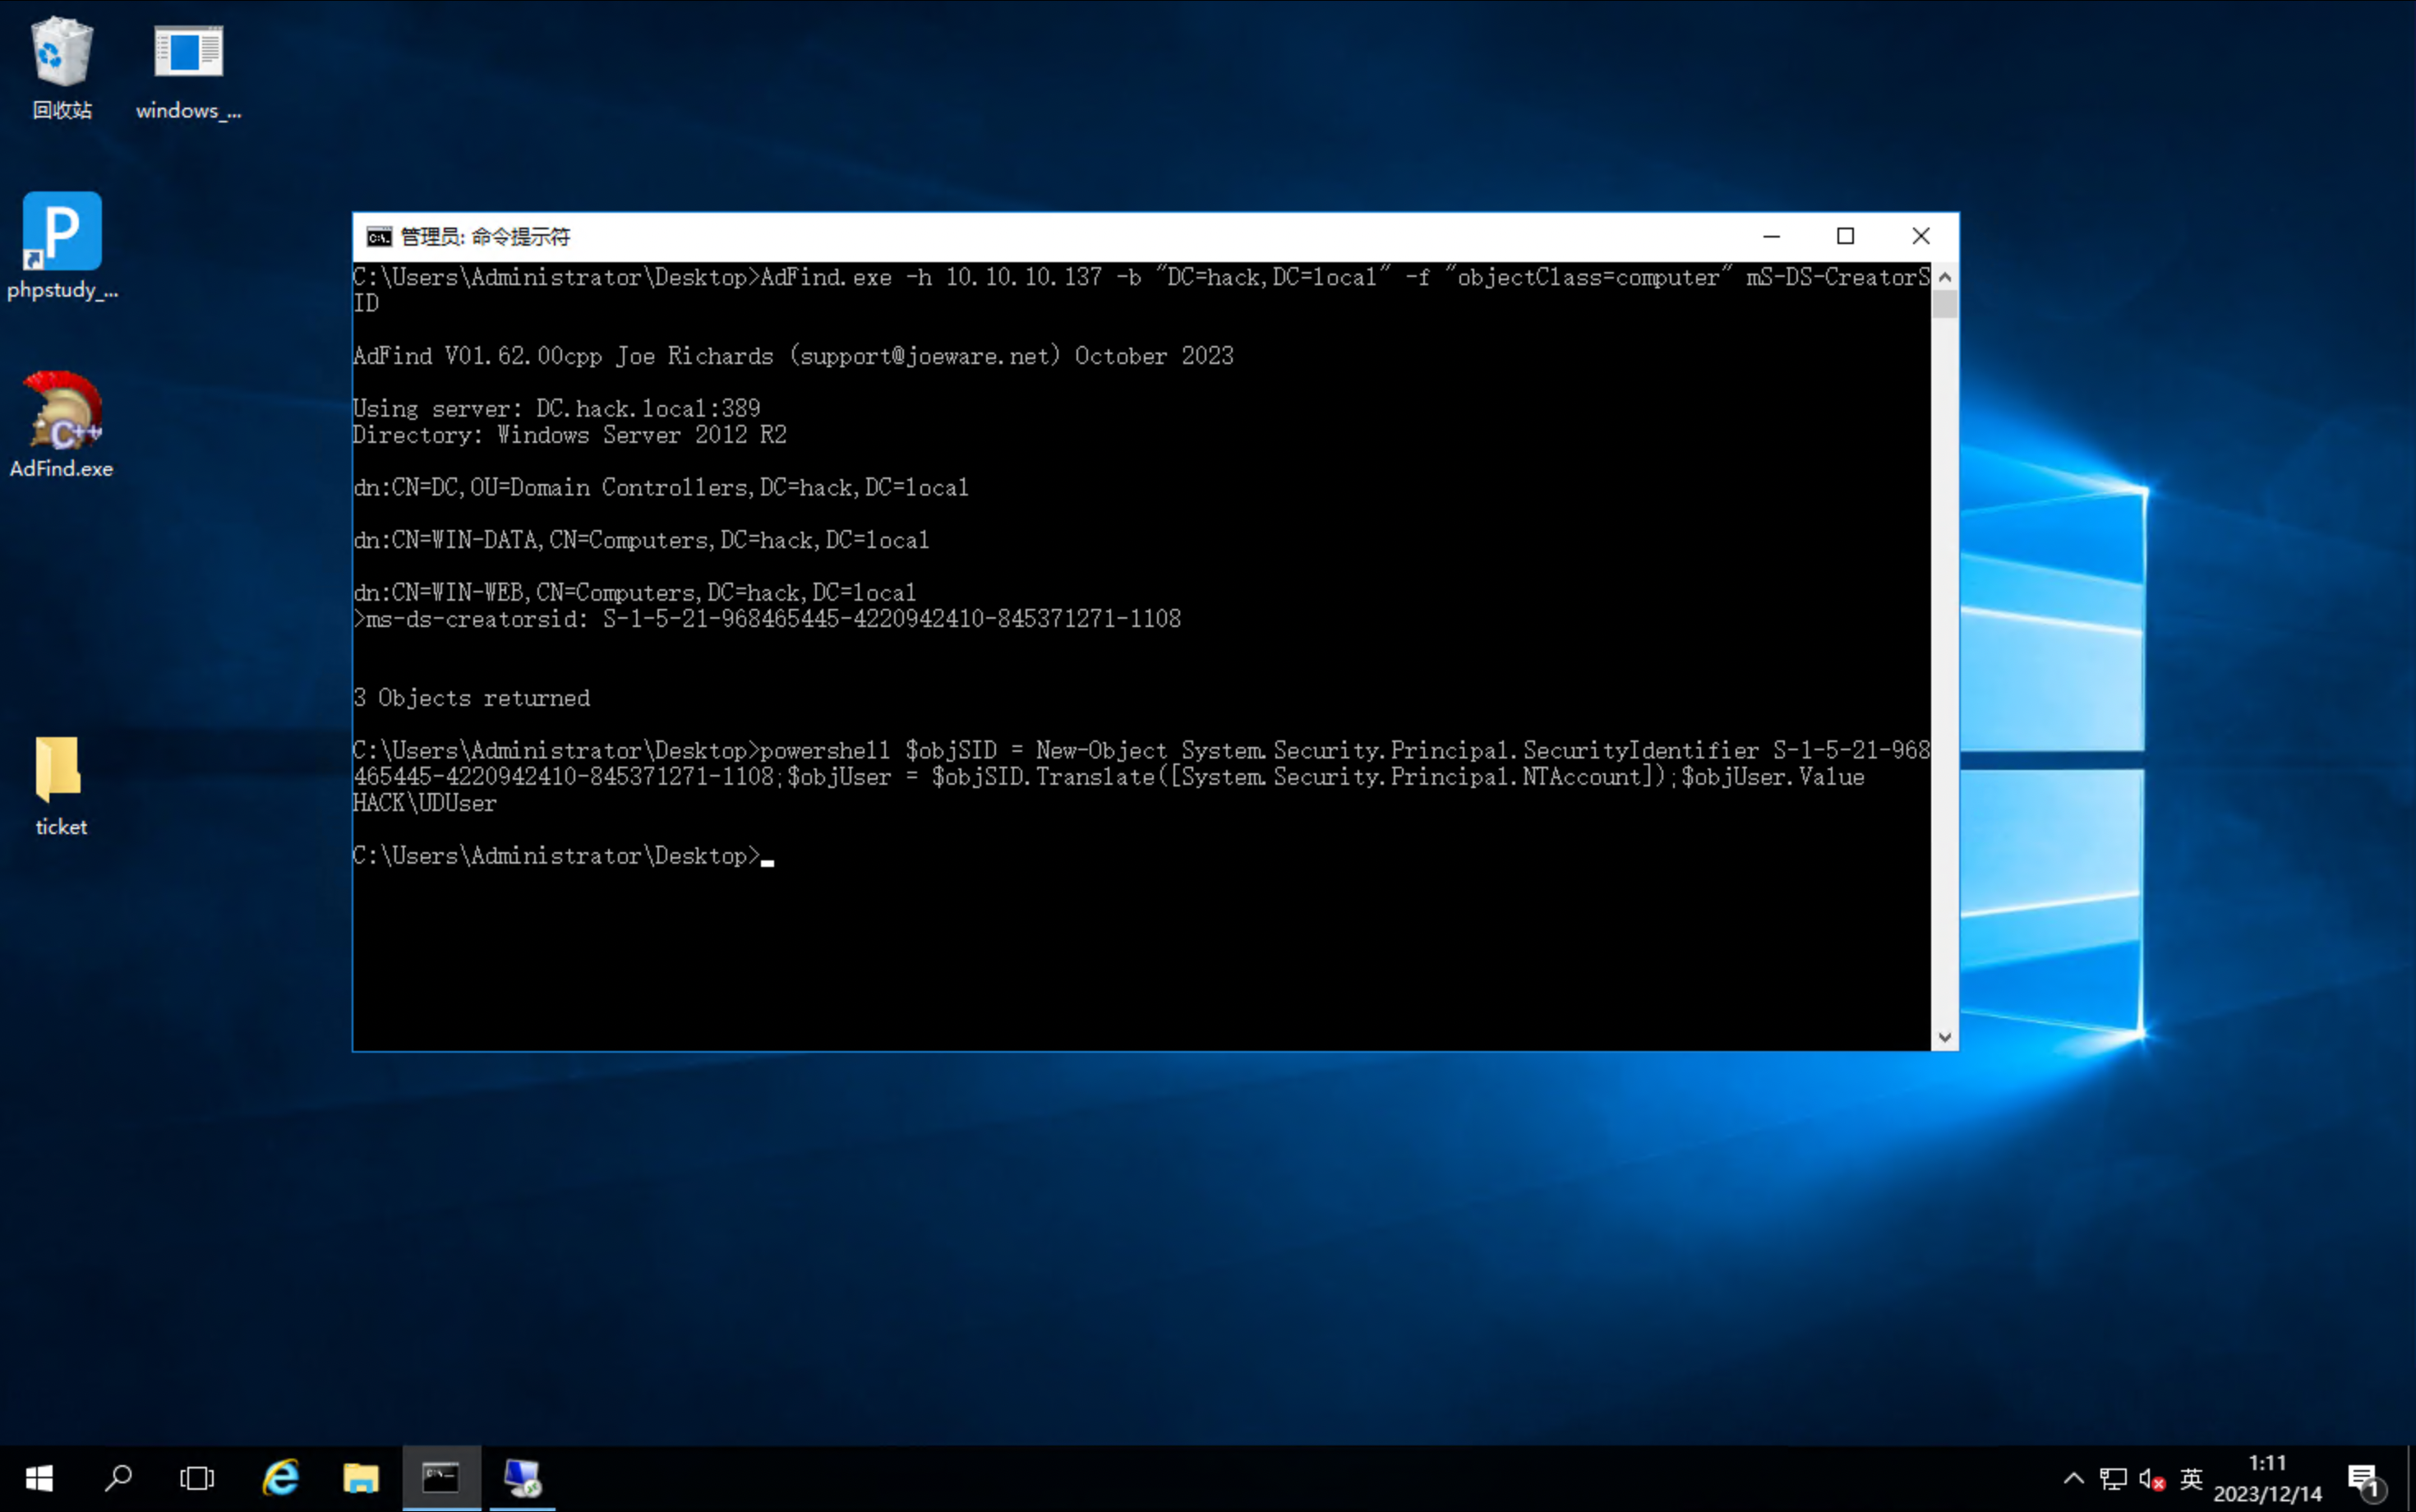 回收站
windows_...
phpstudy_...
AdFind.exe
ticket
管理员: 命令提示符
C:\Users\Administrator\Desktop>AdFind.exe -h 10.10.10.137 -b "DC=hack,DC=local" -f "objectClass=computer" mS-DS-CreatorS
ID
AdFind V01.62.00cpp Joe Richards (support@joeware.net) October 2023
Using server: DC.hack.local:389
Directory: Windows Server 2012 R2
dn:CN=DC,OU=Domain Controllers,DC=hack,DC=local
dn:CN=WIN-DATA,CN=Computers,DC=hack,DC=local
dn:CN=WIN-WEB,CN=Computers,DC=hack,DC=local
>ms-ds-creatorsid: S-1-5-21-968465445-4220942410-845371271-1108
3 Objects returned
C:\Users\Administrator\Desktop>powershell $objSID = New-Object System.Security.Principal.SecurityIdentifier S-1-5-21-968
465445-4220942410-845371271-1108;$objUser = $objSID.Translate([System.Security.Principal.NTAccount]);$objUser.Value
HACK\UDUser
C:\Users\Administrator\Desktop>
英
1:11
2023/12/14
1